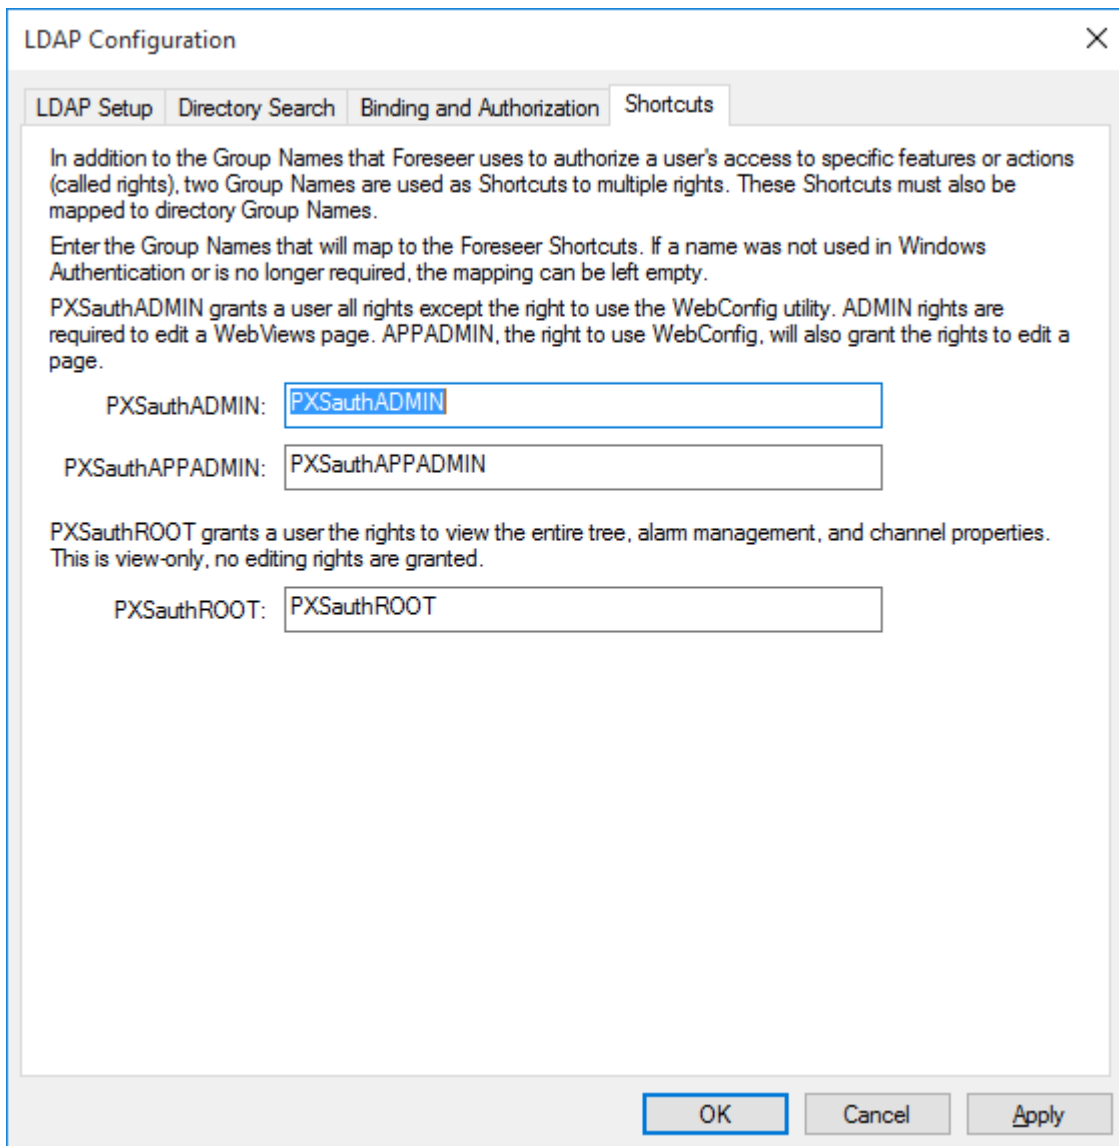 LDAP Configuration
LDAP Setup Directory Search Binding and Authorization Shortcuts
In addition to the Group Names that Foreseer uses to authorize a user's access to specific features or actions
(called rights), two Group Names are used as Shortcuts to multiple rights. These Shortcuts must also be
mapped to directory Group Names.
Enter the Group Names that will map to the Foreseer Shortcuts. If a name was not used in Windows
Authentication or is no longer required, the mapping can be left empty.
PXSauthADMIN grants a user all rights except the right to use the WebConfig utility. ADMIN rights are
required to edit a WebViews page. APPADMIN, the right to use WebConfig, will also grant the rights to edit a
page.
PXSauthADMIN: PXSauthADMIN
PXSauthAPPADMIN: PXSauthAPPADMIN
PXSauthROOT grants a user the rights to view the entire tree, alarm management, and channel properties.
This is view-only, no editing rights are granted.
PXSauthROOT: PXSauthROOT
OK Cancel Apply